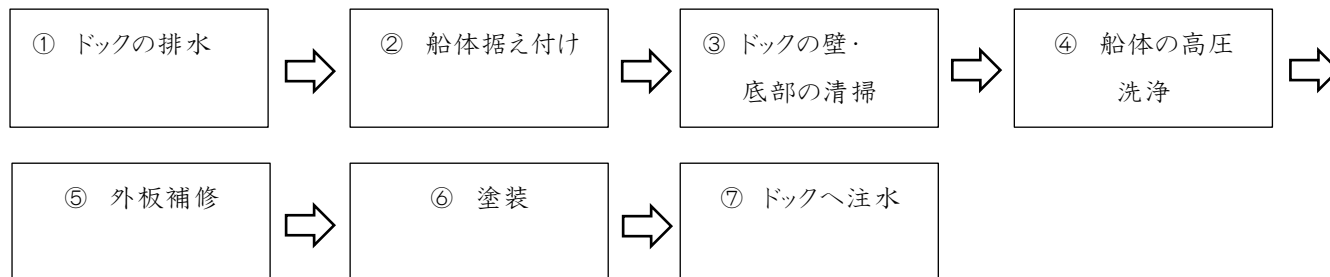 ① ドックの排水
② 船体据え付け
③ ドックの壁・
底部の清掃
④ 船体の高圧
洗浄
⑤ 外板補修
⑥ 塗装
⑦ ドックへ注水